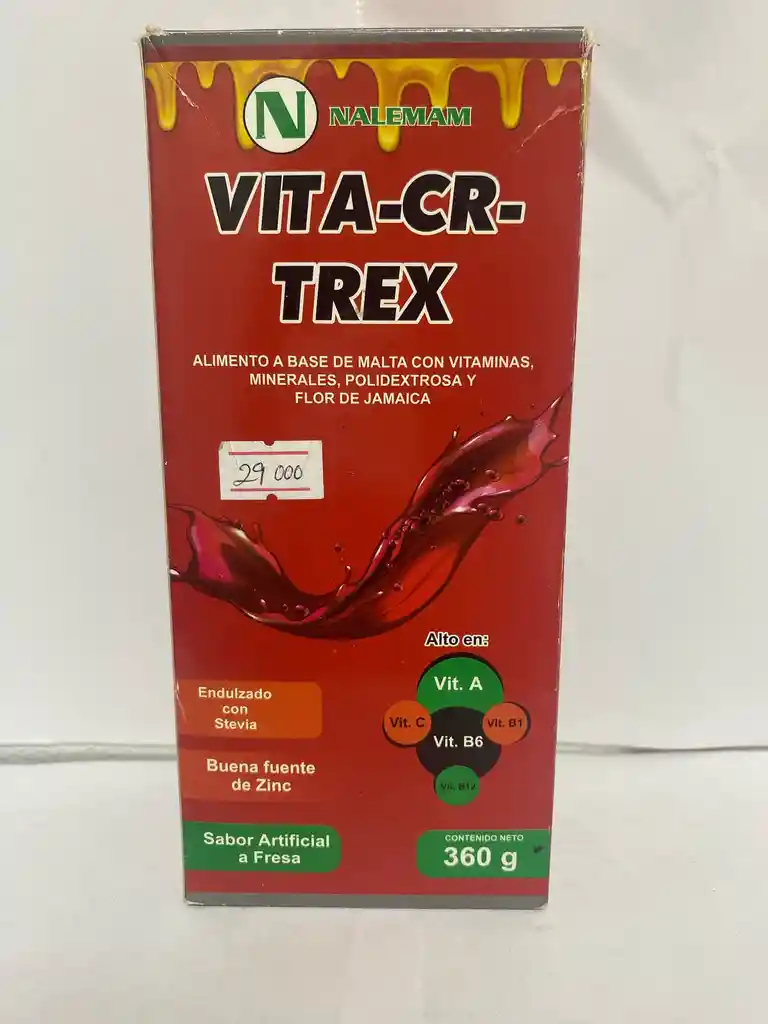 N NALEMAM
VITA-CR-
TREX
ALIMENTO A BASE DE MALTA CON VITAMINAS,
MINERALES, POLIDEXTROSA Y
FLOR DE JAMAICA
29 000
Alto en:
Vit. A
Vit. C
Vit. B1
Vit. B6
Vit. B12
Endulzado
con
Stevia
Buena fuente
de Zinc
Sabor Artificial
a Fresa
CONTENIDO NETO
360 g